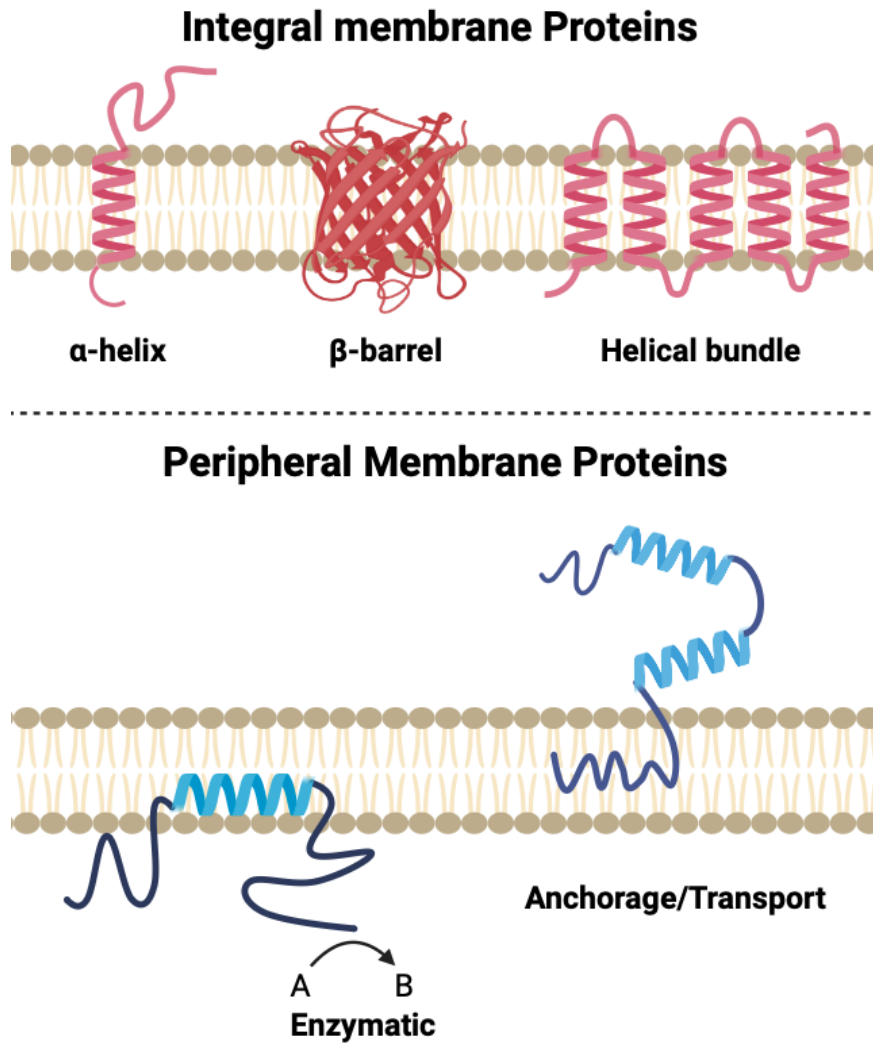 Integral membrane Proteins
α-helix
β-barrel
Helical bundle
Peripheral Membrane Proteins
Anchorage/Transport
A
B
Enzymatic